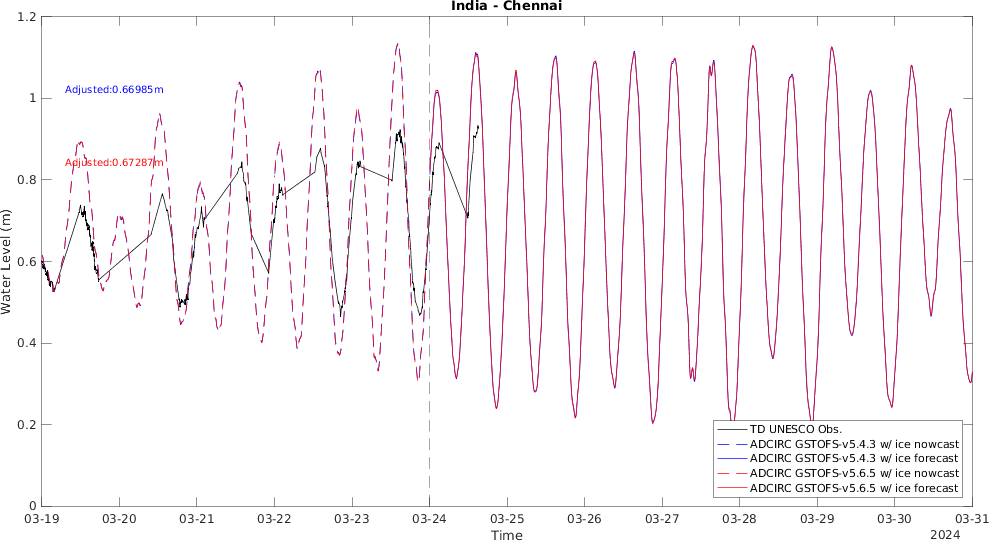 India - Chennai
1.2
1
0.8
0.6
0.4
0.2
0
Water Level (m)
Adjusted:0.66985m
Adjusted:0.67287m
TD UNESCO Obs.
ADCIRC GSTOFS-v5.4.3 w/ ice nowcast
ADCIRC GSTOFS-v5.4.3 w/ ice forecast
ADCIRC GSTOFS-v5.6.5 w/ ice nowcast
ADCIRC GSTOFS-v5.6.5 w/ ice forecast
03-19 03-20 03-21 03-22 03-23 03-24 03-25 03-26 03-27 03-28 03-29 03-30 03-31
Time
2024